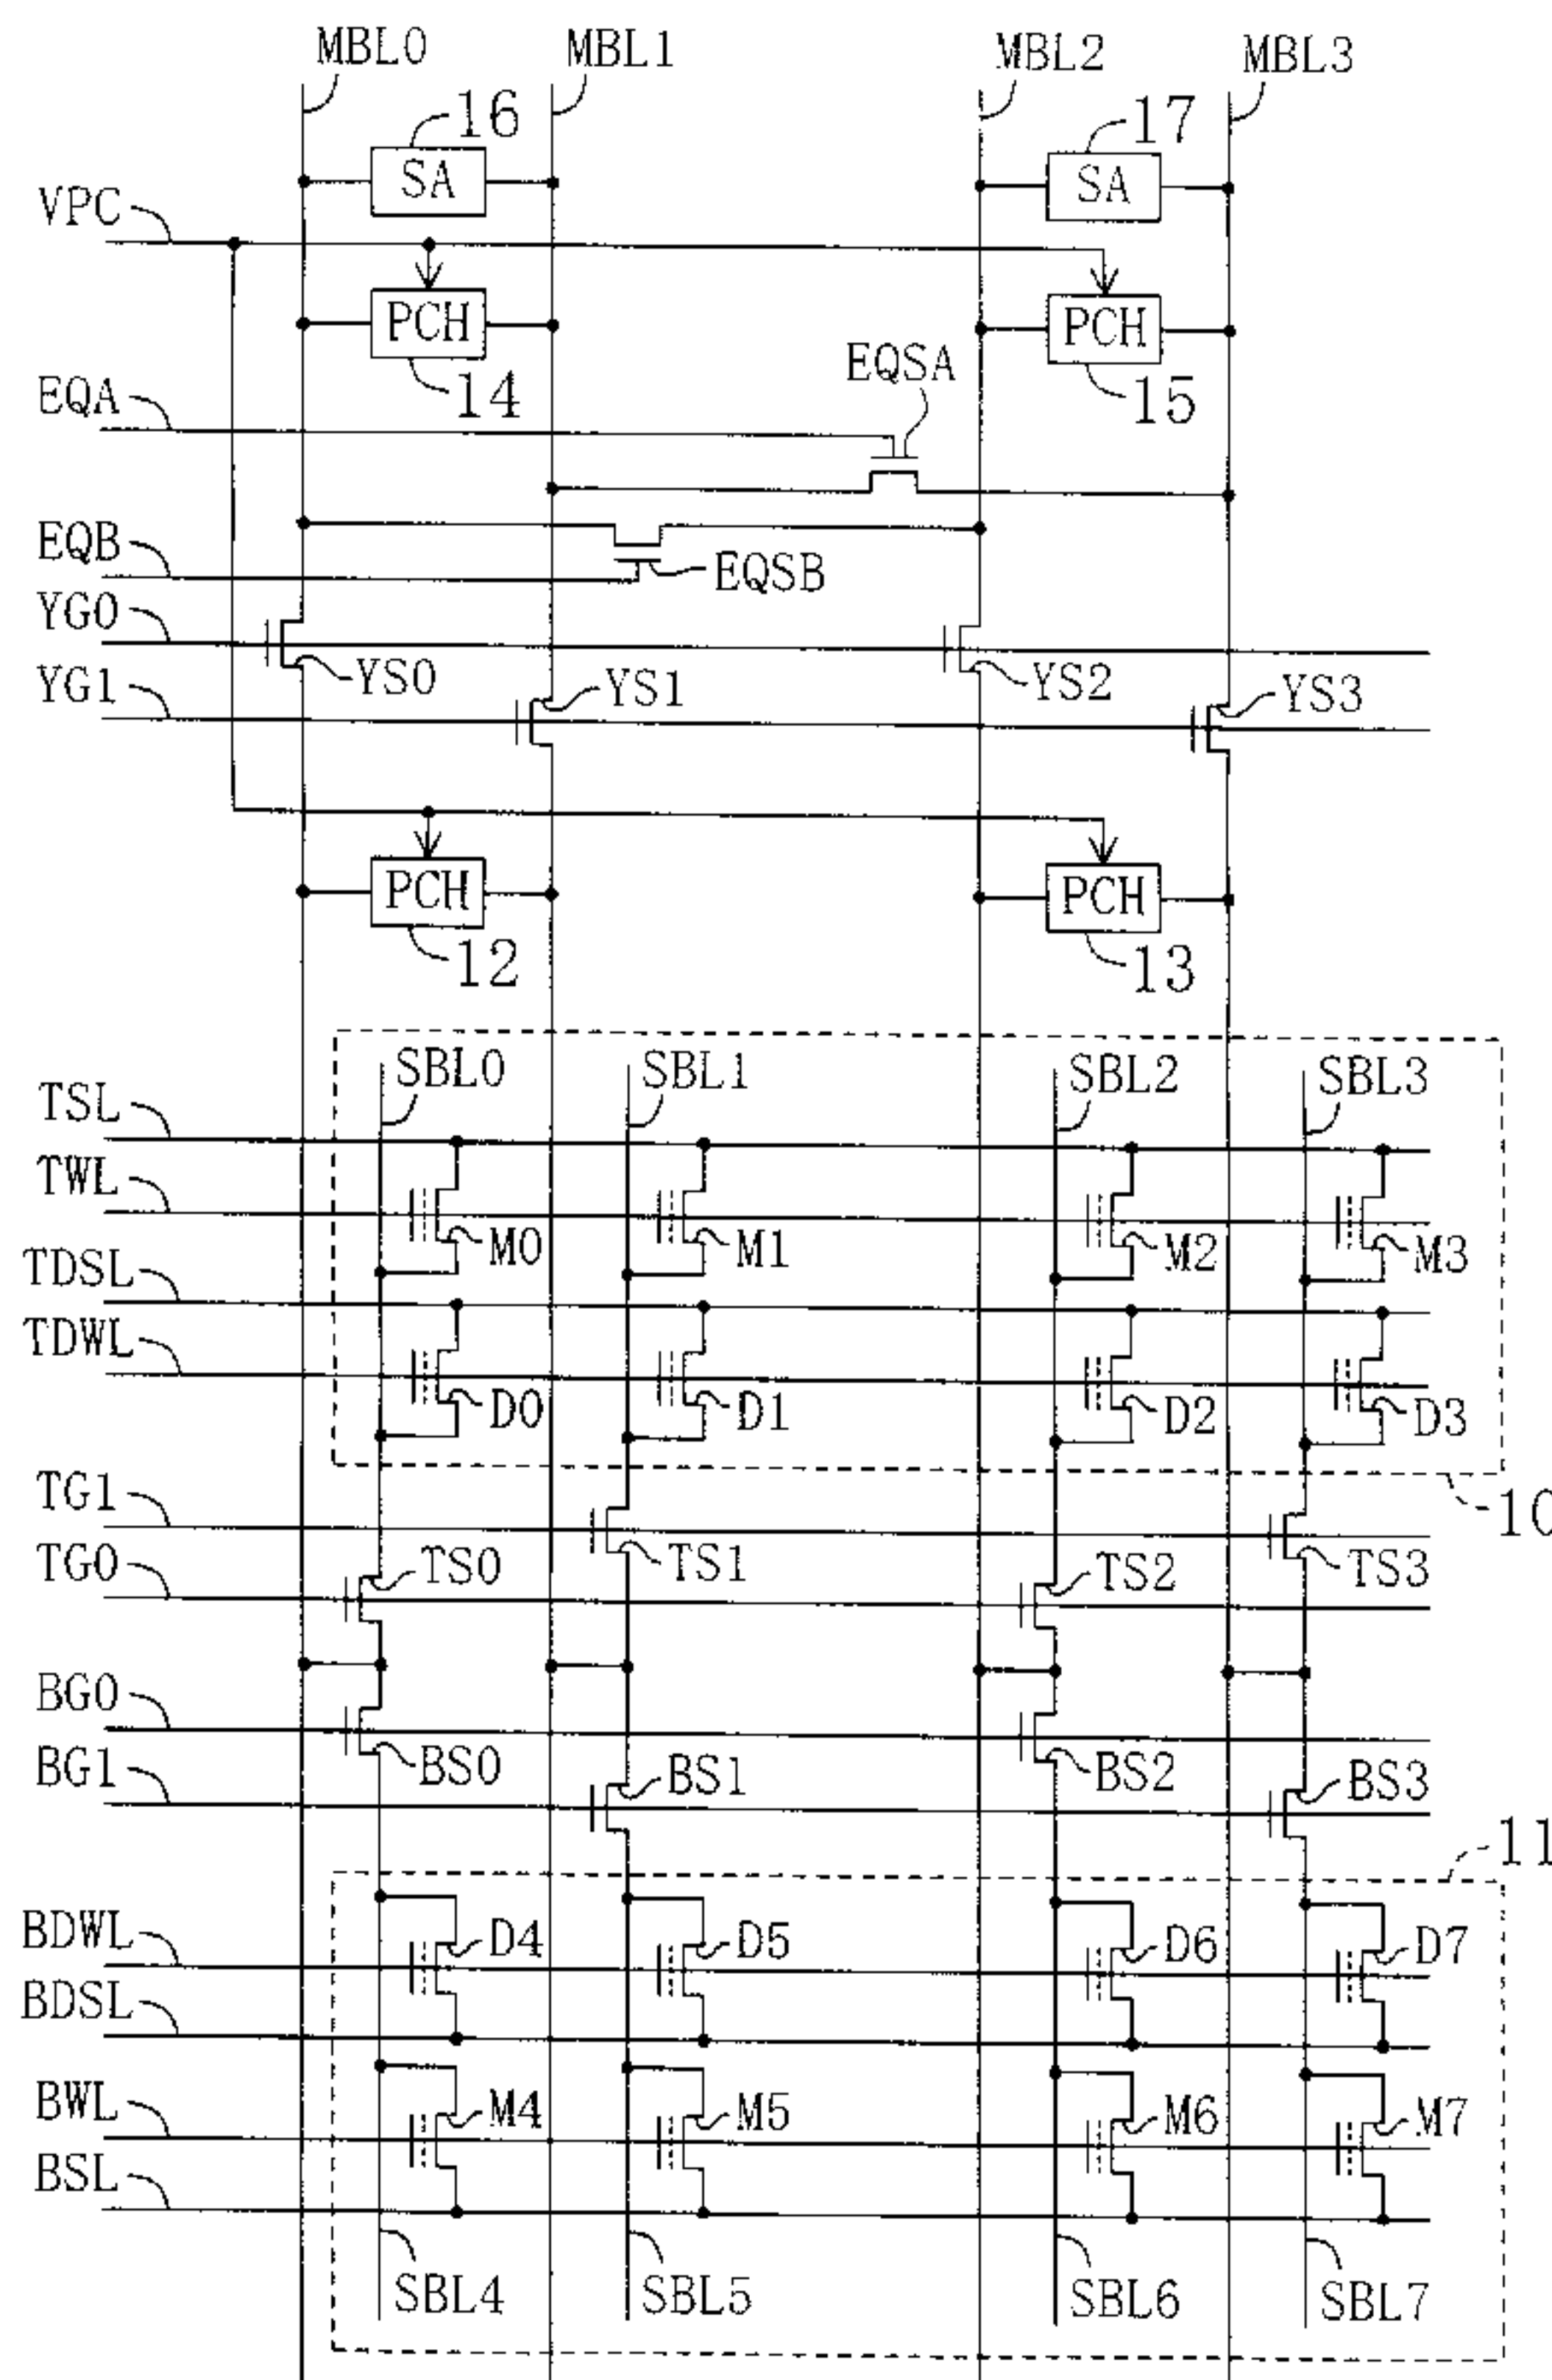 MBL0 MBL1 MBL2 MBL3
16 17
SA SA
VPC
PCH PCH
14 15
EQSA
EQA
EQB
EQSB
YG0
YS0 YS2
YG1
YS1 YS3
PCH PCH
12 13
SBL0 SBL1 SBL2 SBL3
TSL
TWL
M0 M1 M2 M3
TDSL
TDWL
D0 D1 D2 D3
TG1
10
TS1 TS3
TG0
TS0 TS2
BG0
BS0 BS2
BG1
BS1 BS3
11
BDWL
D4 D5 D6 D7
BDSL
BWL
M4 M5 M6 M7
BSL
SBL4 SBL5 SBL6 SBL7